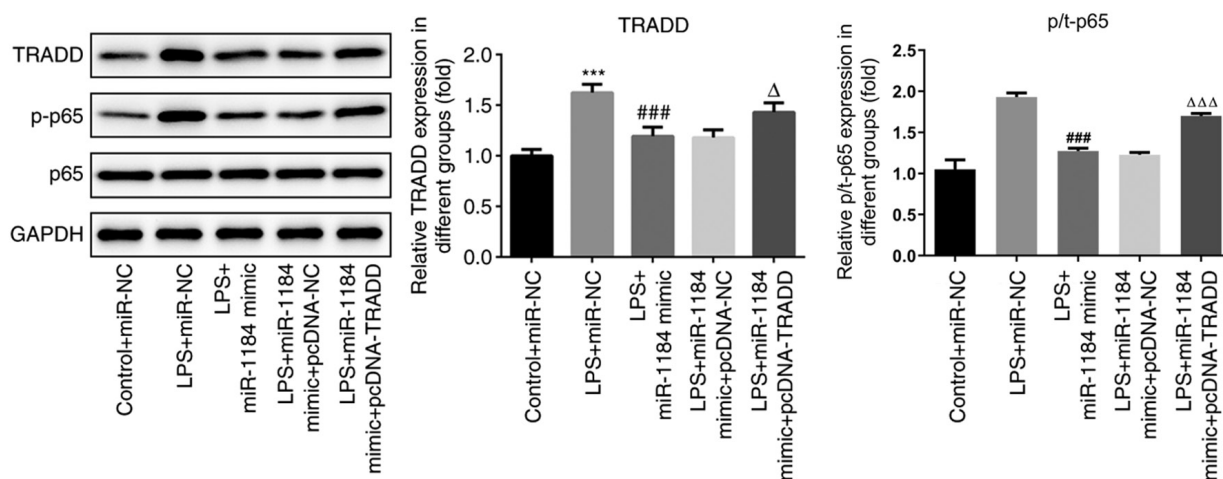 TRADD
p-p65
p65
GAPDH
Control+miR-NC
LPS+miR-NC
LPS+
miR-1184 mimic
LPS+miR-1184
mimic+pcDNA-NC
LPS+miR-1184
mimic+pcDNA-TRADD
TRADD
Relative TRADD expression in
different groups (fold)
2.0
1.5
1.0
0.5
0.0
***
###
Δ
Control+miR-NC
LPS+miR-NC
LPS+
miR-1184 mimic
LPS+miR-1184
mimic+pcDNA-NC
LPS+miR-1184
mimic+pcDNA-TRADD
p/t-p65
Relative p/t-p65 expression in
different groups (fold)
2.5
2.0
1.5
1.0
0.5
0.0
###
ΔΔΔ
Control+miR-NC
LPS+miR-NC
LPS+
miR-1184 mimic
LPS+miR-1184
mimic+pcDNA-NC
LPS+miR-1184
mimic+pcDNA-TRADD